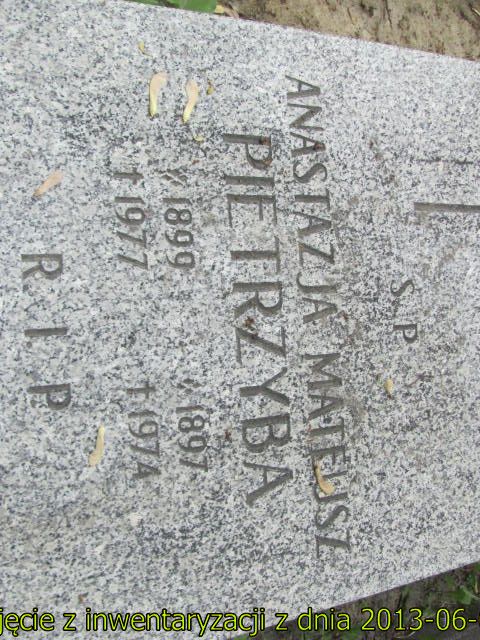 S. P.
ANASTAZJA MATEUSZ
PIETRZYBA
* 1899 * 1897
† 1977 † 1974
R I P
jęcie z inwentaryzacji z dnia 2013-06-